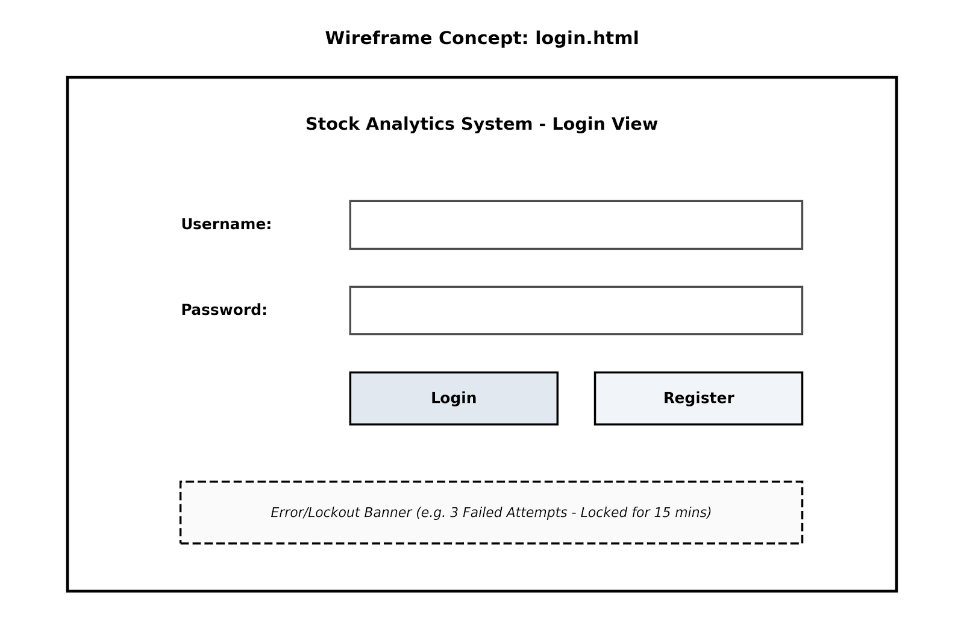 Wireframe Concept: login.html
Stock Analytics System - Login View
Username:
Password:
Login
Register
Error/Lockout Banner (e.g. 3 Failed Attempts - Locked for 15 mins)